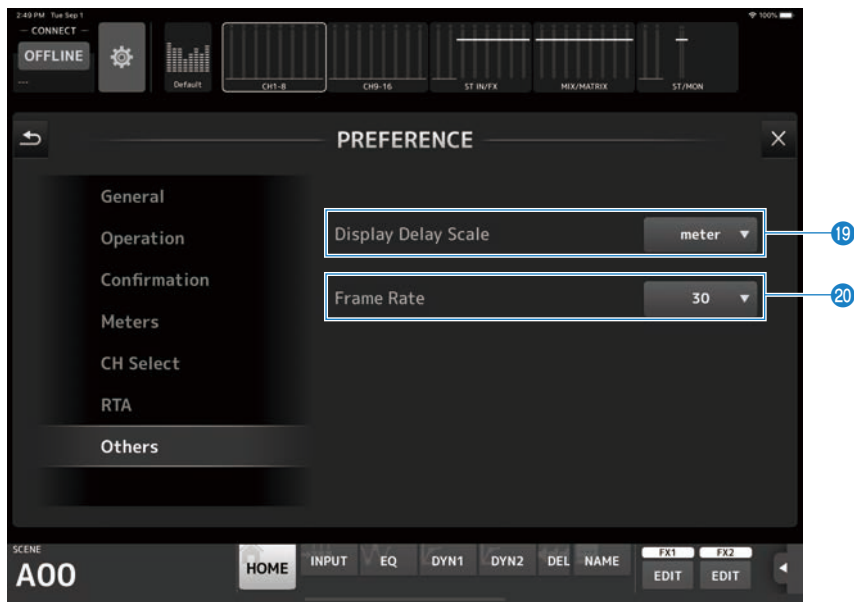 2:49 PM Tue Sep 1
100%
CONNECT
OFFLINE
---
Default
CH1-8
CH9-16
ST IN/FX
MIX/MATRIX
ST/MON
PREFERENCE
General
Operation
Confirmation
Meters
CH Select
RTA
Others
Display Delay Scale
meter
19
Frame Rate
30
20
SCENE
A00
HOME
INPUT
EQ
DYN1
DYN2
DEL
NAME
FX1
EDIT
FX2
EDIT